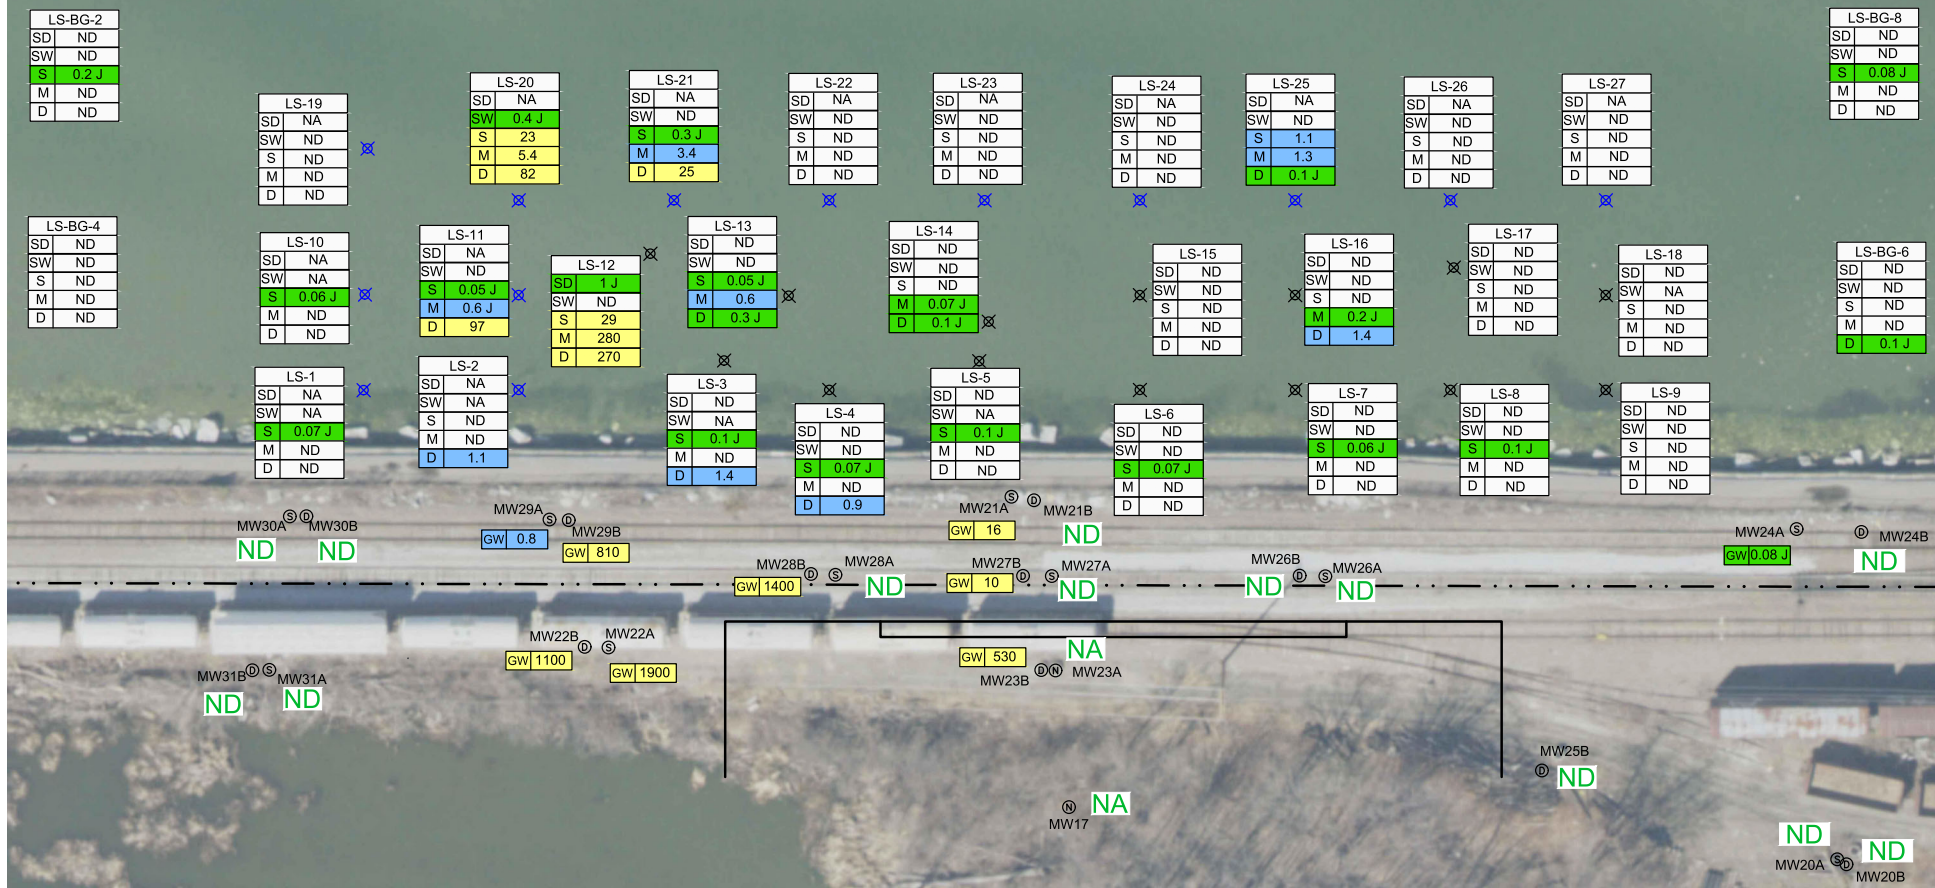 LS-BG-2
SD ND
SW ND
S 0.2 J
M ND
D ND
LS-19
SD NA
SW ND
S ND
M ND
D ND
LS-20
SD NA
SW 0.4 J
S 23
M 5.4
D 82
LS-21
SD NA
SW ND
S 0.3 J
M 3.4
D 25
LS-22
SD NA
SW ND
S ND
M ND
D ND
LS-23
SD NA
SW ND
S ND
M ND
D ND
LS-24
SD NA
SW ND
S ND
M ND
D ND
LS-25
SD NA
SW ND
S 1.1
M 1.3
D 0.1 J
LS-26
SD NA
SW ND
S ND
M ND
D ND
LS-27
SD NA
SW ND
S ND
M ND
D ND
LS-BG-8
SD ND
SW ND
S 0.08 J
M ND
D ND
LS-BG-4
SD ND
SW ND
S ND
M ND
D ND
LS-10
SD NA
SW NA
S 0.06 J
M ND
D ND
LS-11
SD NA
SW ND
S 0.05 J
M 0.6 J
D 97
LS-12
SD 1 J
SW ND
S 29
M 280
D 270
LS-13
SD ND
SW ND
S 0.05 J
M 0.6
D 0.3 J
LS-14
SD ND
SW ND
S ND
M 0.07 J
D 0.1 J
LS-15
SD ND
SW ND
S ND
M ND
D ND
LS-16
SD ND
SW ND
S ND
M 0.2 J
D 1.4
LS-17
SD ND
SW ND
S ND
M ND
D ND
LS-18
SD ND
SW NA
S ND
M ND
D ND
LS-BG-6
SD ND
SW ND
S ND
M ND
D 0.1 J
LS-1
SD NA
SW NA
S 0.07 J
M ND
D ND
LS-2
SD NA
SW NA
S ND
M ND
D 1.1
LS-3
SD ND
SW NA
S 0.1 J
M ND
D 1.4
LS-4
SD ND
SW ND
S 0.07 J
M ND
D 0.9
LS-5
SD ND
SW NA
S 0.1 J
M ND
D ND
LS-6
SD ND
SW ND
S 0.07 J
M ND
D ND
LS-7
SD ND
SW ND
S 0.06 J
M ND
D ND
LS-8
SD ND
SW ND
S 0.1 J
M ND
D ND
LS-9
SD ND
SW ND
S ND
M ND
D ND
S D
MW30A MW30B
ND ND
MW29A S D
GW 0.8
MW29B
GW 810
S D
MW21A MW21B
GW 16
ND
MW24A S
GW 0.08 J
D MW24B
ND
MW28B D S MW28A
GW 1400 ND
MW27B D S MW27A
GW 10 ND
MW26B D S MW26A
ND ND
MW22B D S MW22A
GW 1100
GW 1900
NA
GW 530
MW23B D N MW23A
MW31B D S MW31A
ND ND
MW25B
D ND
N NA
MW17
ND ND
MW20A S D
MW20B